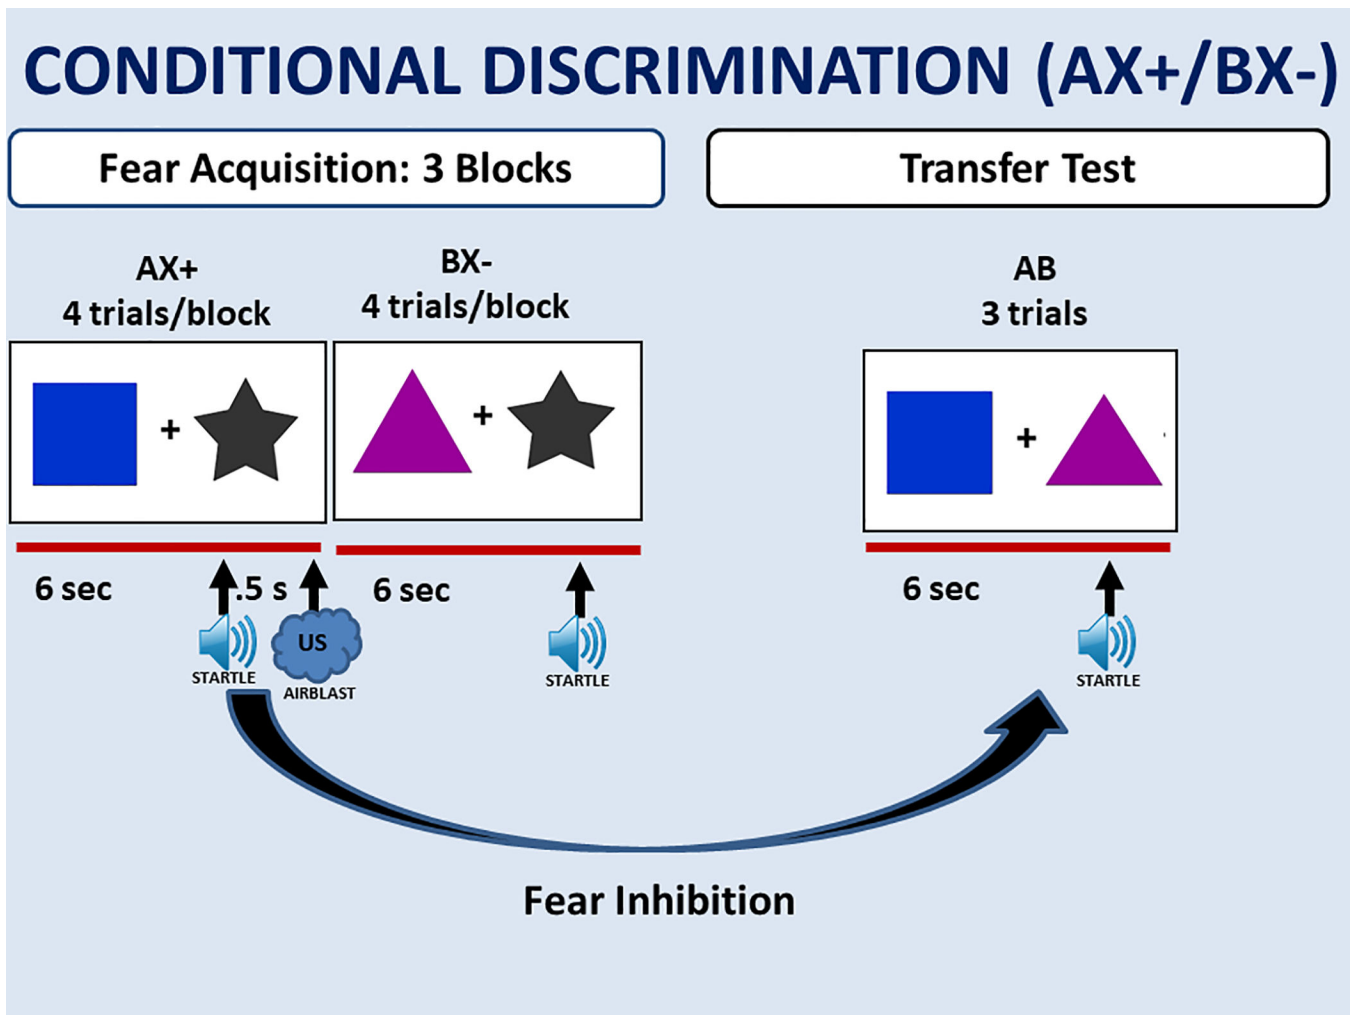 CONDITIONAL DISCRIMINATION (AX+/BX-)
Fear Acquisition: 3 Blocks
Transfer Test
AX+
4 trials/block
BX-
4 trials/block
AB
3 trials
+
+
+
6 sec
.5 s
6 sec
6 sec
US
STARTLE
AIRBLAST
STARTLE
STARTLE
Fear Inhibition